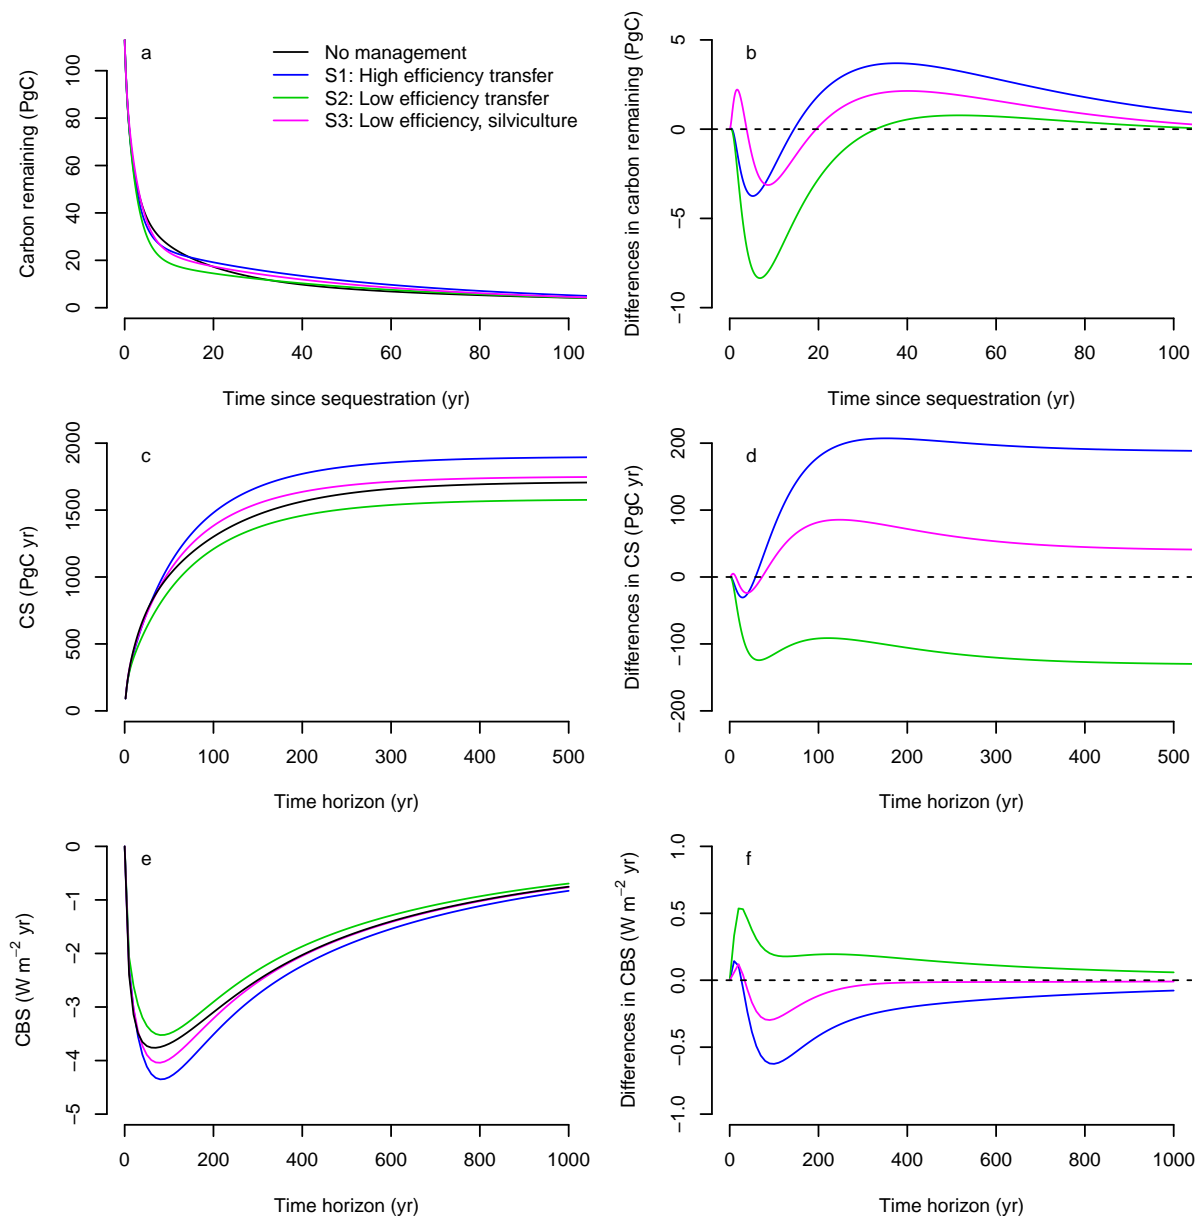 a
No management
S1: High efficiency transfer
S2: Low efficiency transfer
S3: Low efficiency, silviculture
Carbon remaining (PgC)
0 20 40 60 80 100
0 20 40 60 80 100
Time since sequestration (yr)
b
Differences in carbon remaining (PgC)
−10 −5 0 5
0 20 40 60 80 100
Time since sequestration (yr)
c
CS (PgC yr)
0 500 1000 1500 2000
0 100 200 300 400 500
Time horizon (yr)
d
Differences in CS (PgC yr)
−200 −100 0 100 200
0 100 200 300 400 500
Time horizon (yr)
e
CBS (W m−2 yr)
−5 −4 −3 −2 −1 0
0 200 400 600 800 1000
Time horizon (yr)
f
Differences in CBS (W m−2 yr)
−1.0 −0.5 0.0 0.5 1.0
0 200 400 600 800 1000
Time horizon (yr)